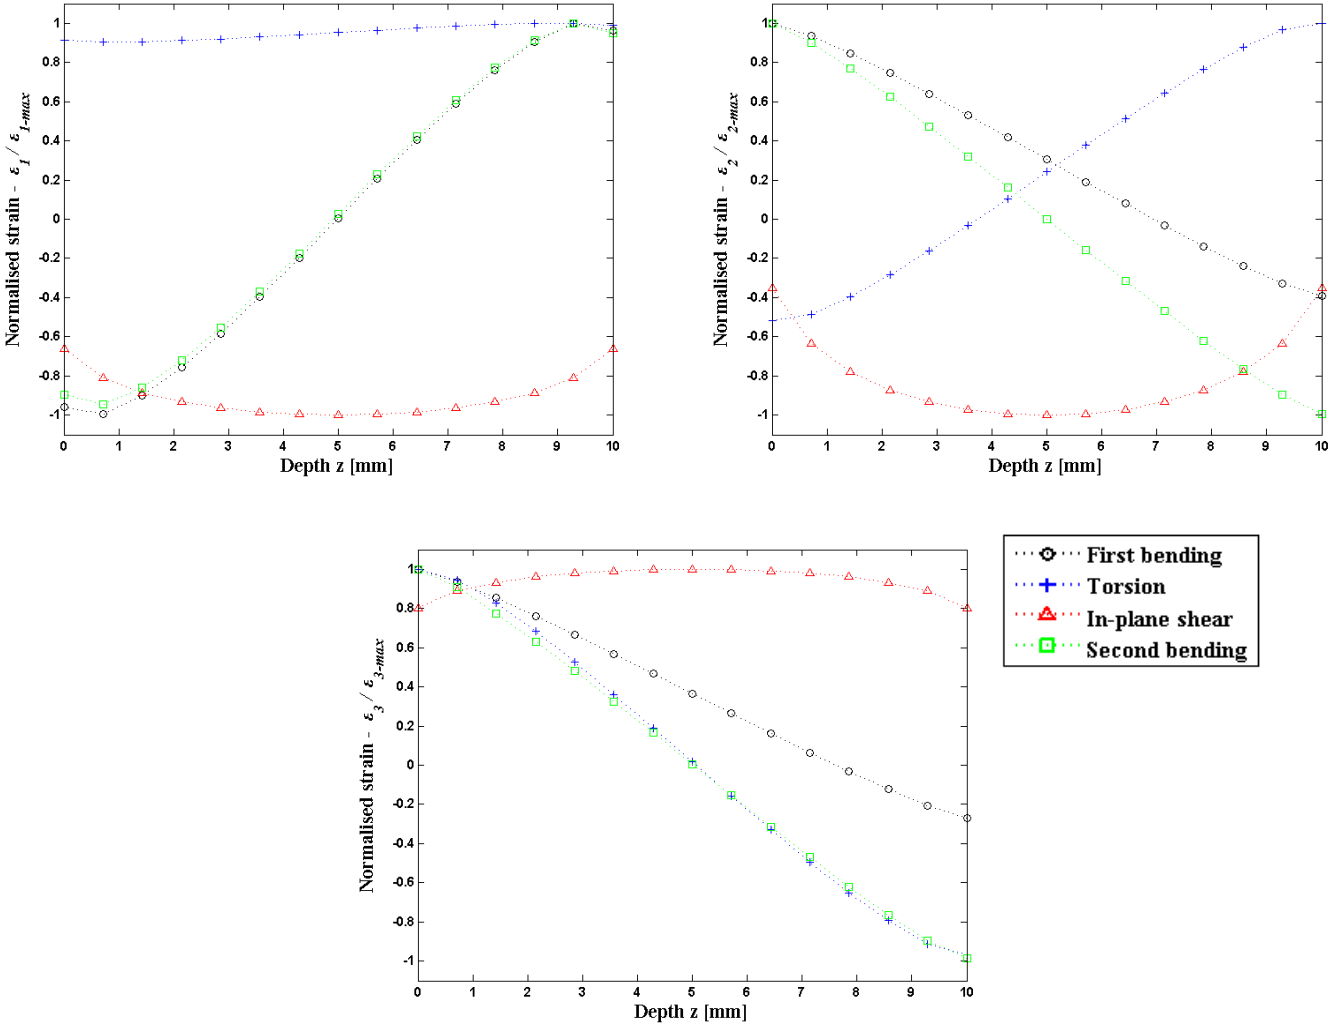 1
0.8
0.6
0.4
0.2
0
-0.2
-0.4
-0.6
-0.8
-1
Normalised strain - ε1 / ε1-max
0 1 2 3 4 5 6 7 8 9 10
Depth z [mm]
1
0.8
0.6
0.4
0.2
0
-0.2
-0.4
-0.6
-0.8
-1
Normalised strain - ε2 / ε2-max
0 1 2 3 4 5 6 7 8 9 10
Depth z [mm]
1
0.8
0.6
0.4
0.2
0
-0.2
-0.4
-0.6
-0.8
-1
Normalised strain - ε3 / ε3-max
0 1 2 3 4 5 6 7 8 9 10
Depth z [mm]
First bending
Torsion
In-plane shear
Second bending